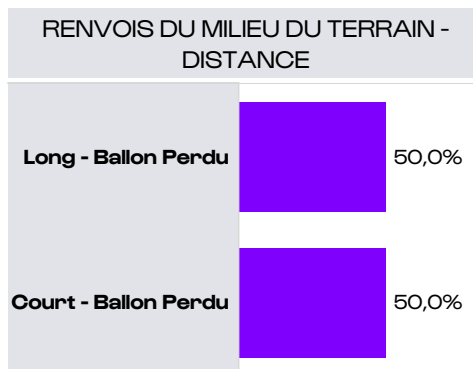 RENVOIS DU MILIEU DU TERRAIN -
DISTANCE
Long - Ballon Perdu
50,0%
Court - Ballon Perdu
50,0%